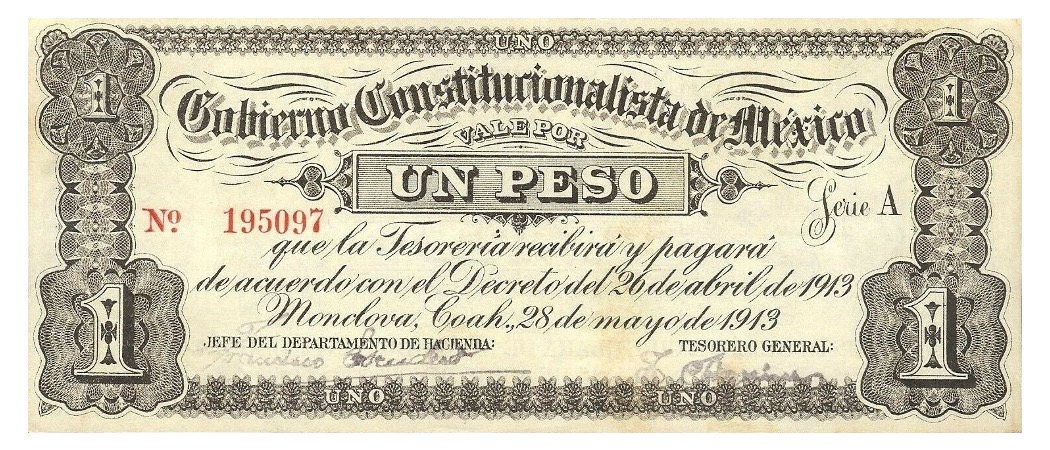 UNO
1 1
Gobierno Constitucionalista de México
VALE POR
UN PESO
Serie A
Nº 195097
que la Tesorería recibirá y pagará
de acuerdo con el Decreto del 26 de abril de 1913
Monclova, Coah., 28 de mayo de 1913
JEFE DEL DEPARTAMENTO DE HACIENDA: TESORERO GENERAL:
Francisco Escudero
1 1
UNO UNO